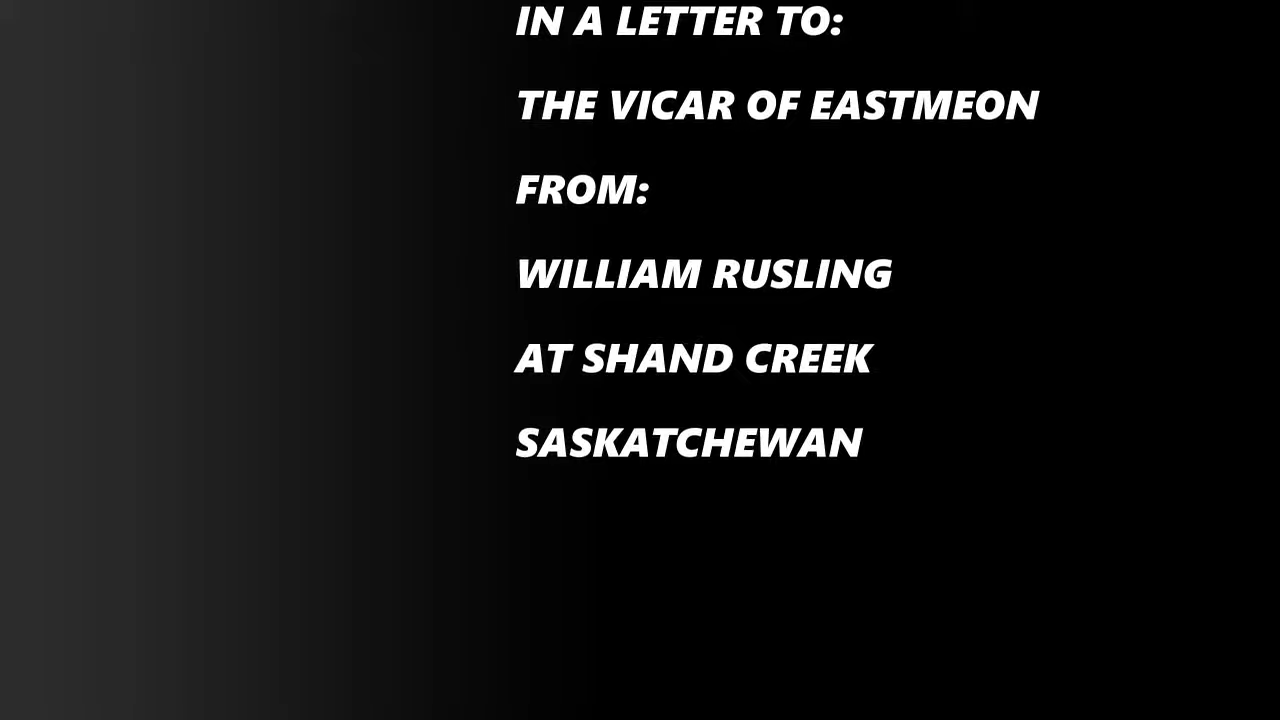 IN A LETTER TO:
THE VICAR OF EASTMEON
FROM:
WILLIAM RUSLING
AT SHAND CREEK
SASKATCHEWAN